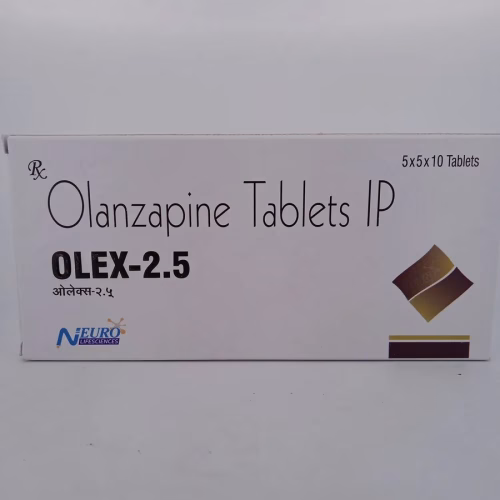 Rx
5x5x10 Tablets
Olanzapine Tablets IP
OLEX-2.5
ओलेक्स-२.५
NEURO
LIFESCIENCES